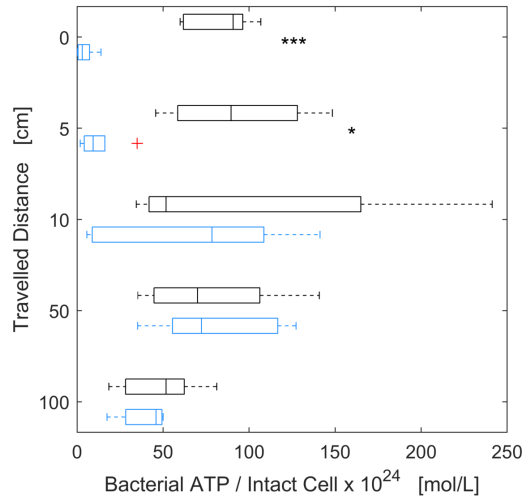 0
***
5
*
10
50
100
Travelled Distance [cm]
0 50 100 150 200 250
Bacterial ATP / Intact Cell x 10^24 [mol/L]